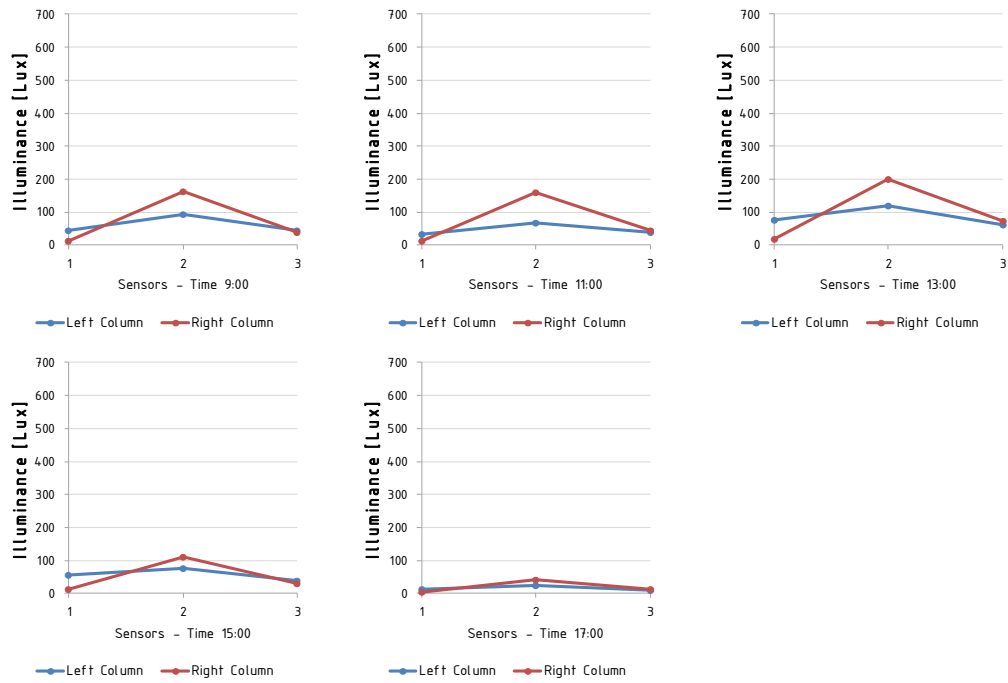 Illuminance [Lux]
700
600
500
400
300
200
100
0
1 2 3
Sensors - Time 9:00
Left Column Right Column
Illuminance [Lux]
700
600
500
400
300
200
100
0
1 2 3
Sensors - Time 11:00
Left Column Right Column
Illuminance [Lux]
700
600
500
400
300
200
100
0
1 2 3
Sensors - Time 13:00
Left Column Right Column
Illuminance [Lux]
700
600
500
400
300
200
100
0
1 2 3
Sensors - Time 15:00
Left Column Right Column
Illuminance [Lux]
700
600
500
400
300
200
100
0
1 2 3
Sensors - Time 17:00
Left Column Right Column